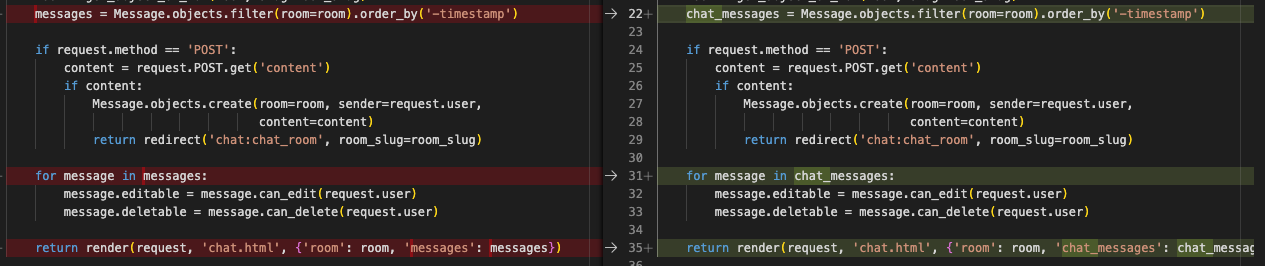 messages = Message.objects.filter(room=room).order_by('-timestamp')
if request.method == 'POST':
content = request.POST.get('content')
if content:
Message.objects.create(room=room, sender=request.user,
content=content)
return redirect('chat:chat_room', room_slug=room_slug)
for message in messages:
message.editable = message.can_edit(request.user)
message.deletable = message.can_delete(request.user)
return render(request, 'chat.html', {'room': room, 'messages': messages})
→ 22+ chat_messages = Message.objects.filter(room=room).order_by('-timestamp')
23
24 if request.method == 'POST':
25 content = request.POST.get('content')
26 if content:
27 Message.objects.create(room=room, sender=request.user,
28 content=content)
29 return redirect('chat:chat_room', room_slug=room_slug)
30
→ 31+ for message in chat_messages:
32 message.editable = message.can_edit(request.user)
33 message.deletable = message.can_delete(request.user)
34
→ 35+ return render(request, 'chat.html', {'room': room, 'chat_messages': chat_messag
36